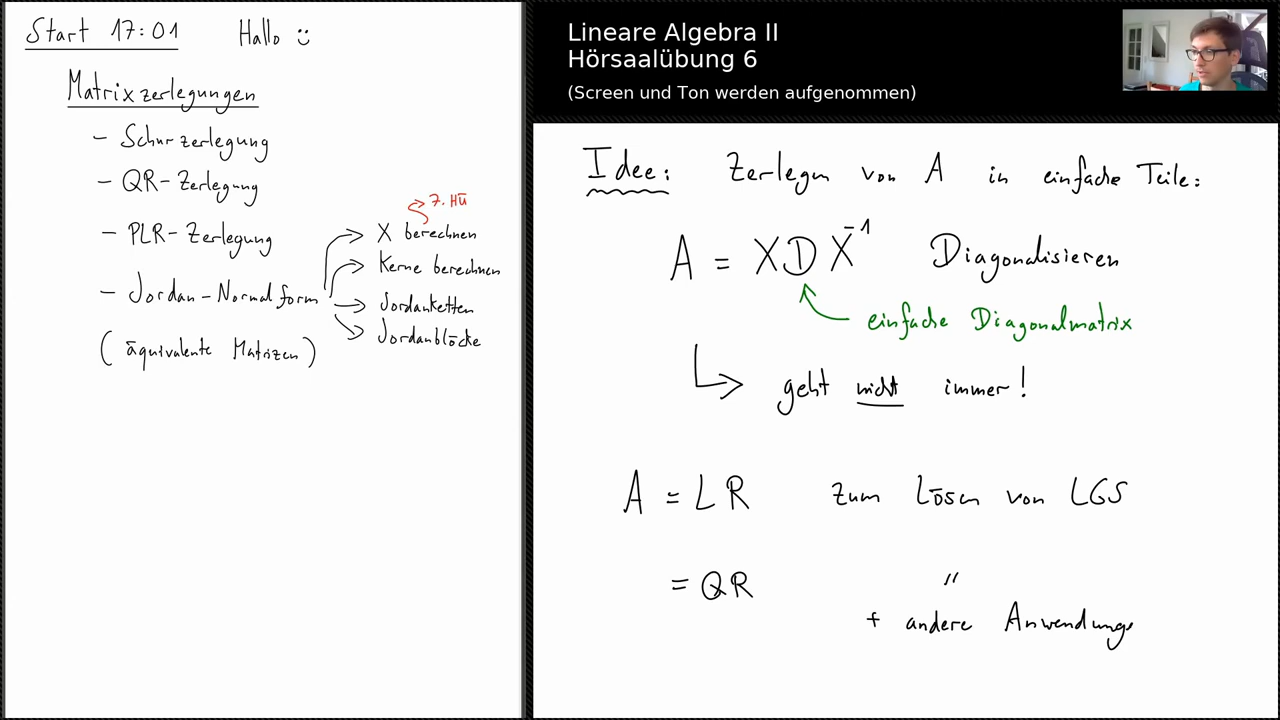 Start 17:01 Hallo :)
Matrixzerlegungen
- Schurzerlegung
- QR-Zerlegung
- PLR-Zerlegung
- Jordan-Normalform
(äquivalente Matrizen)
→ 7. HÜ
X berechnen
Kerne berechnen
Jordanketten
Jordanblöcke
Lineare Algebra II
Hörsaalübung 6
(Screen und Ton werden aufgenommen)
Idee: Zerlegen von A in einfache Teile:
A = XDX⁻¹ Diagonalisieren
einfache Diagonalmatrix
geht nicht immer!
A = LR zum Lösen von LGS
= QR "
+ andere Anwendunge